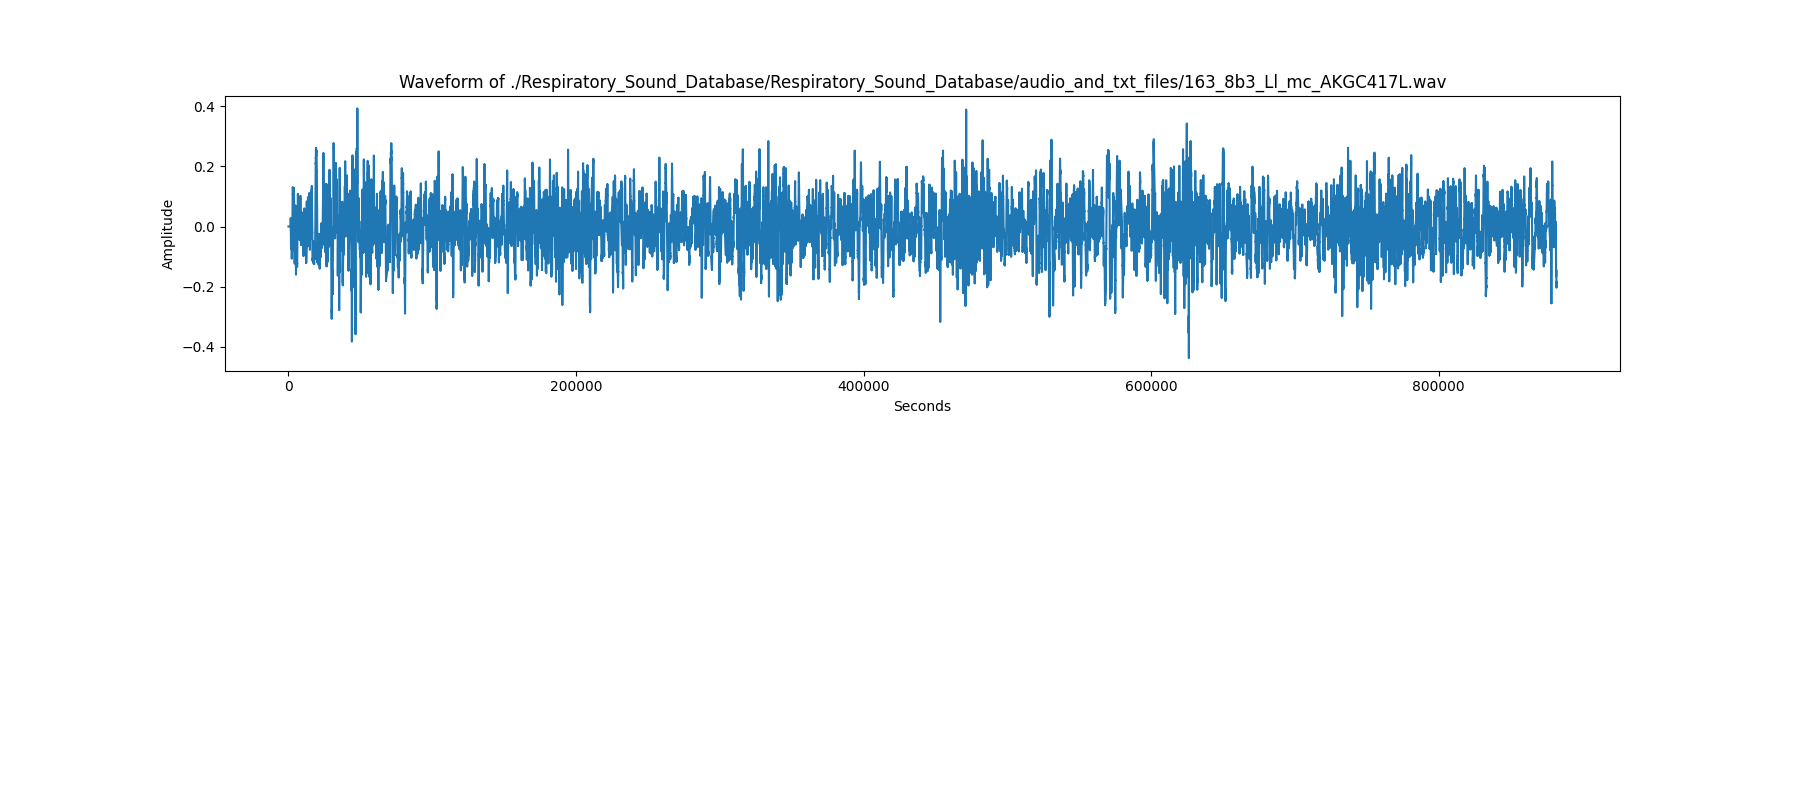 Waveform of ./Respiratory_Sound_Database/Respiratory_Sound_Database/audio_and_txt_files/163_8b3_Ll_mc_AKGC417L.wav
0.4
0.2
0.0
−0.2
−0.4
Amplitude
0 200000 400000 600000 800000
Seconds